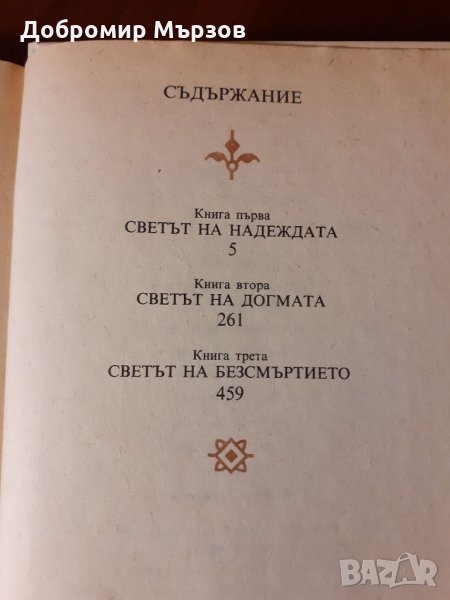 Добромир Мързов
СЪДЪРЖАНИЕ
Книга първа
СВЕТЪТ НА НАДЕЖДАТА
5
Книга втора
СВЕТЪТ НА ДОГМАТА
261
Книга трета
СВЕТЪТ НА БЕЗСМЪРТИЕТО
459
BAZAR